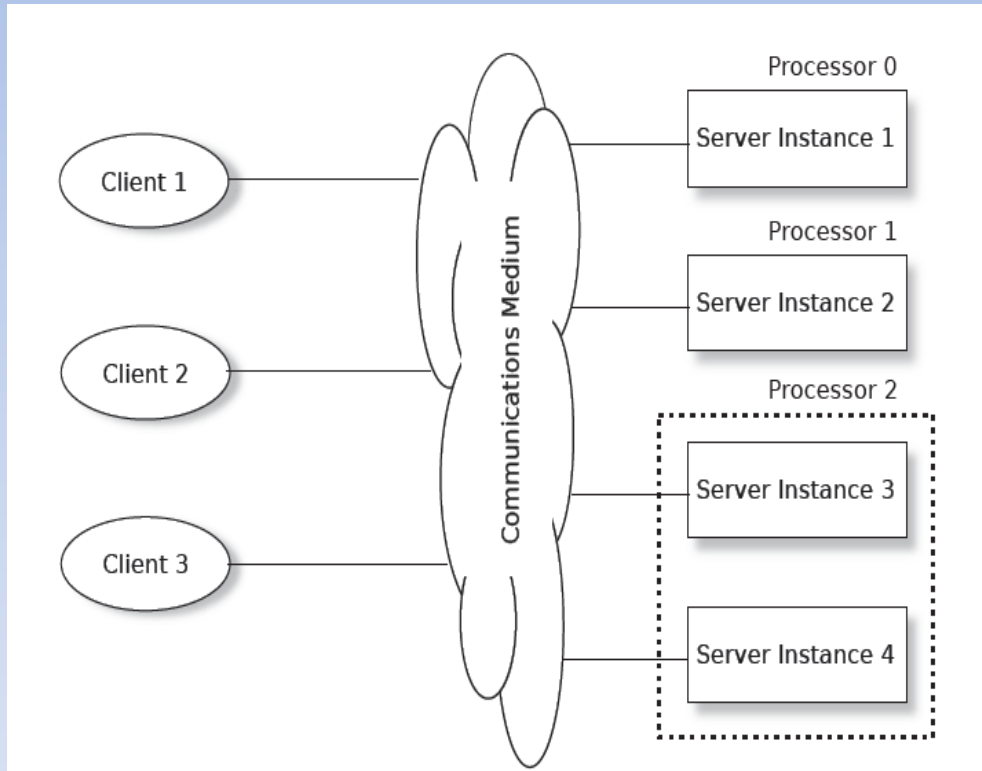 Client 1
Client 2
Client 3
Communications Medium
Processor 0
Server Instance 1
Processor 1
Server Instance 2
Processor 2
Server Instance 3
Server Instance 4